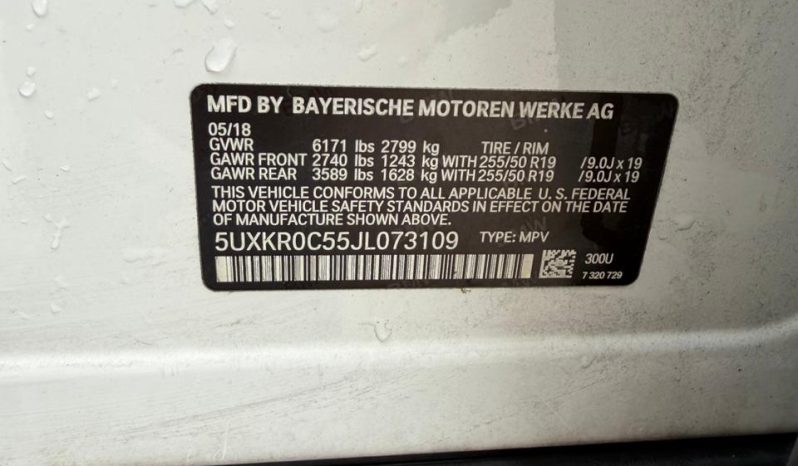 MFD BY BAYERISCHE MOTOREN WERKE AG
05/18
GVWR 6171 lbs 2799 kg TIRE / RIM
GAWR FRONT 2740 lbs 1243 kg WITH 255/50 R19 /9.0J x 19
GAWR REAR 3589 lbs 1628 kg WITH 255/50 R19 /9.0J x 19
THIS VEHICLE CONFORMS TO ALL APPLICABLE U. S. FEDERAL
MOTOR VEHICLE SAFETY STANDARDS IN EFFECT ON THE DATE
OF MANUFACTURE SHOWN ABOVE.
5UXKR0C55JL073109 TYPE: MPV
300U
7 320 729